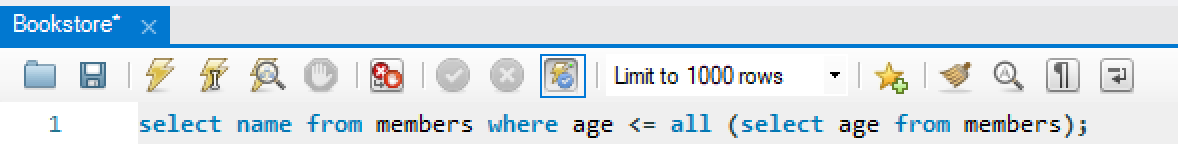 Bookstore*
Limit to 1000 rows
1 select name from members where age <= all (select age from members);